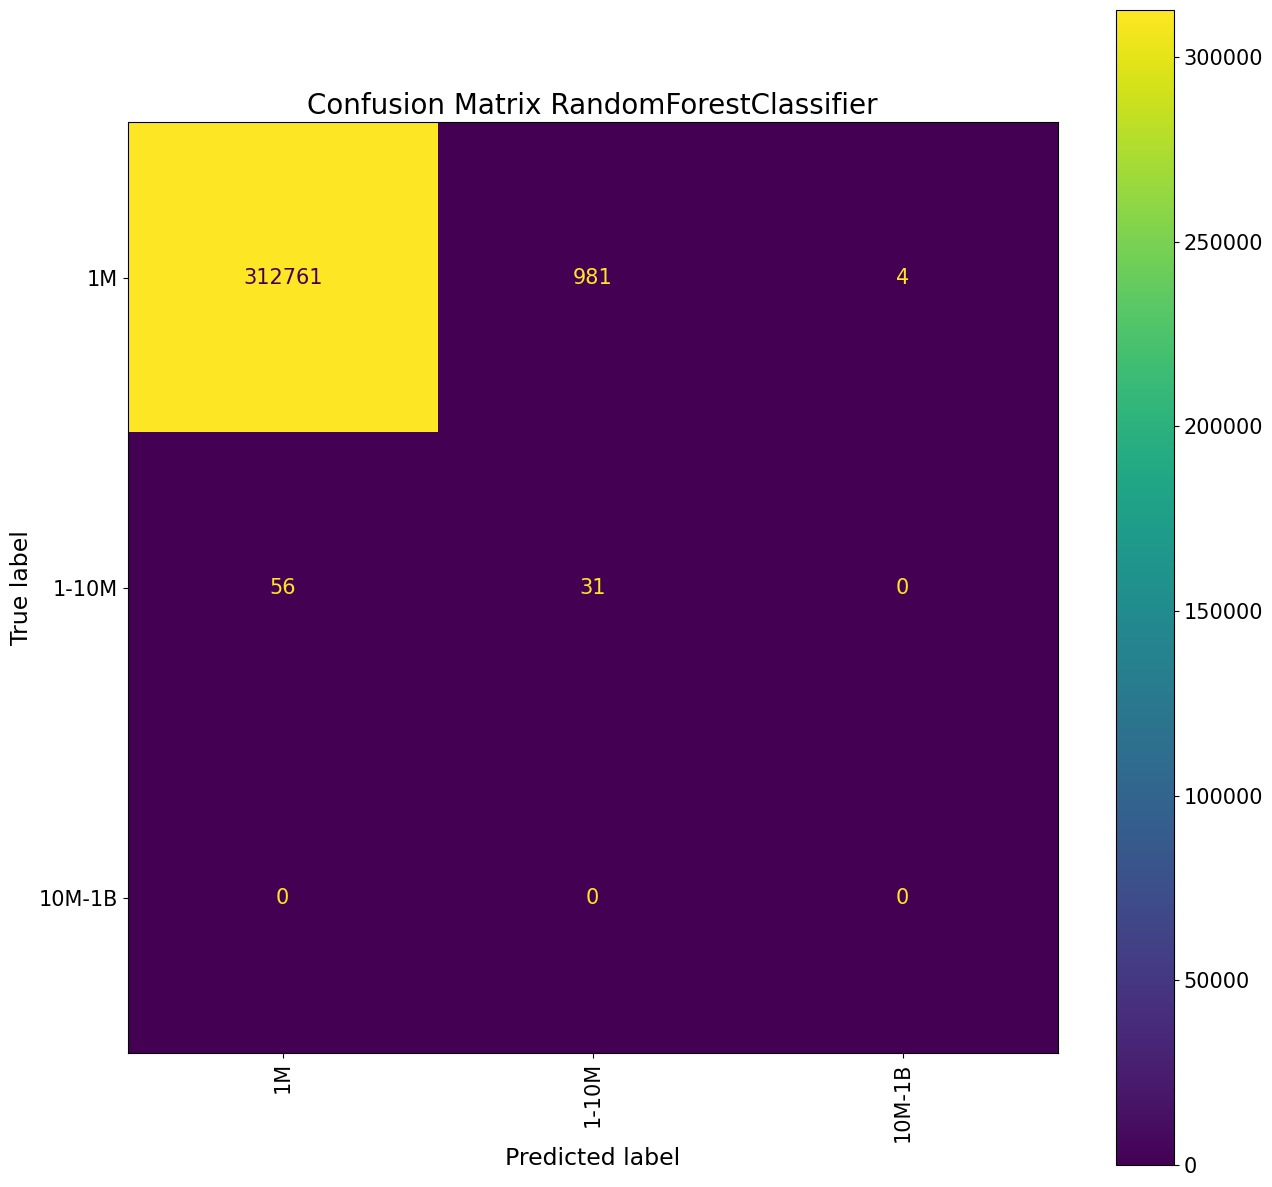 Confusion Matrix RandomForestClassifier
300000
250000
200000
150000
100000
50000
0
True label
1M
312761 981 4
1-10M
56 31 0
10M-1B
0 0 0
1M
1-10M
10M-1B
Predicted label